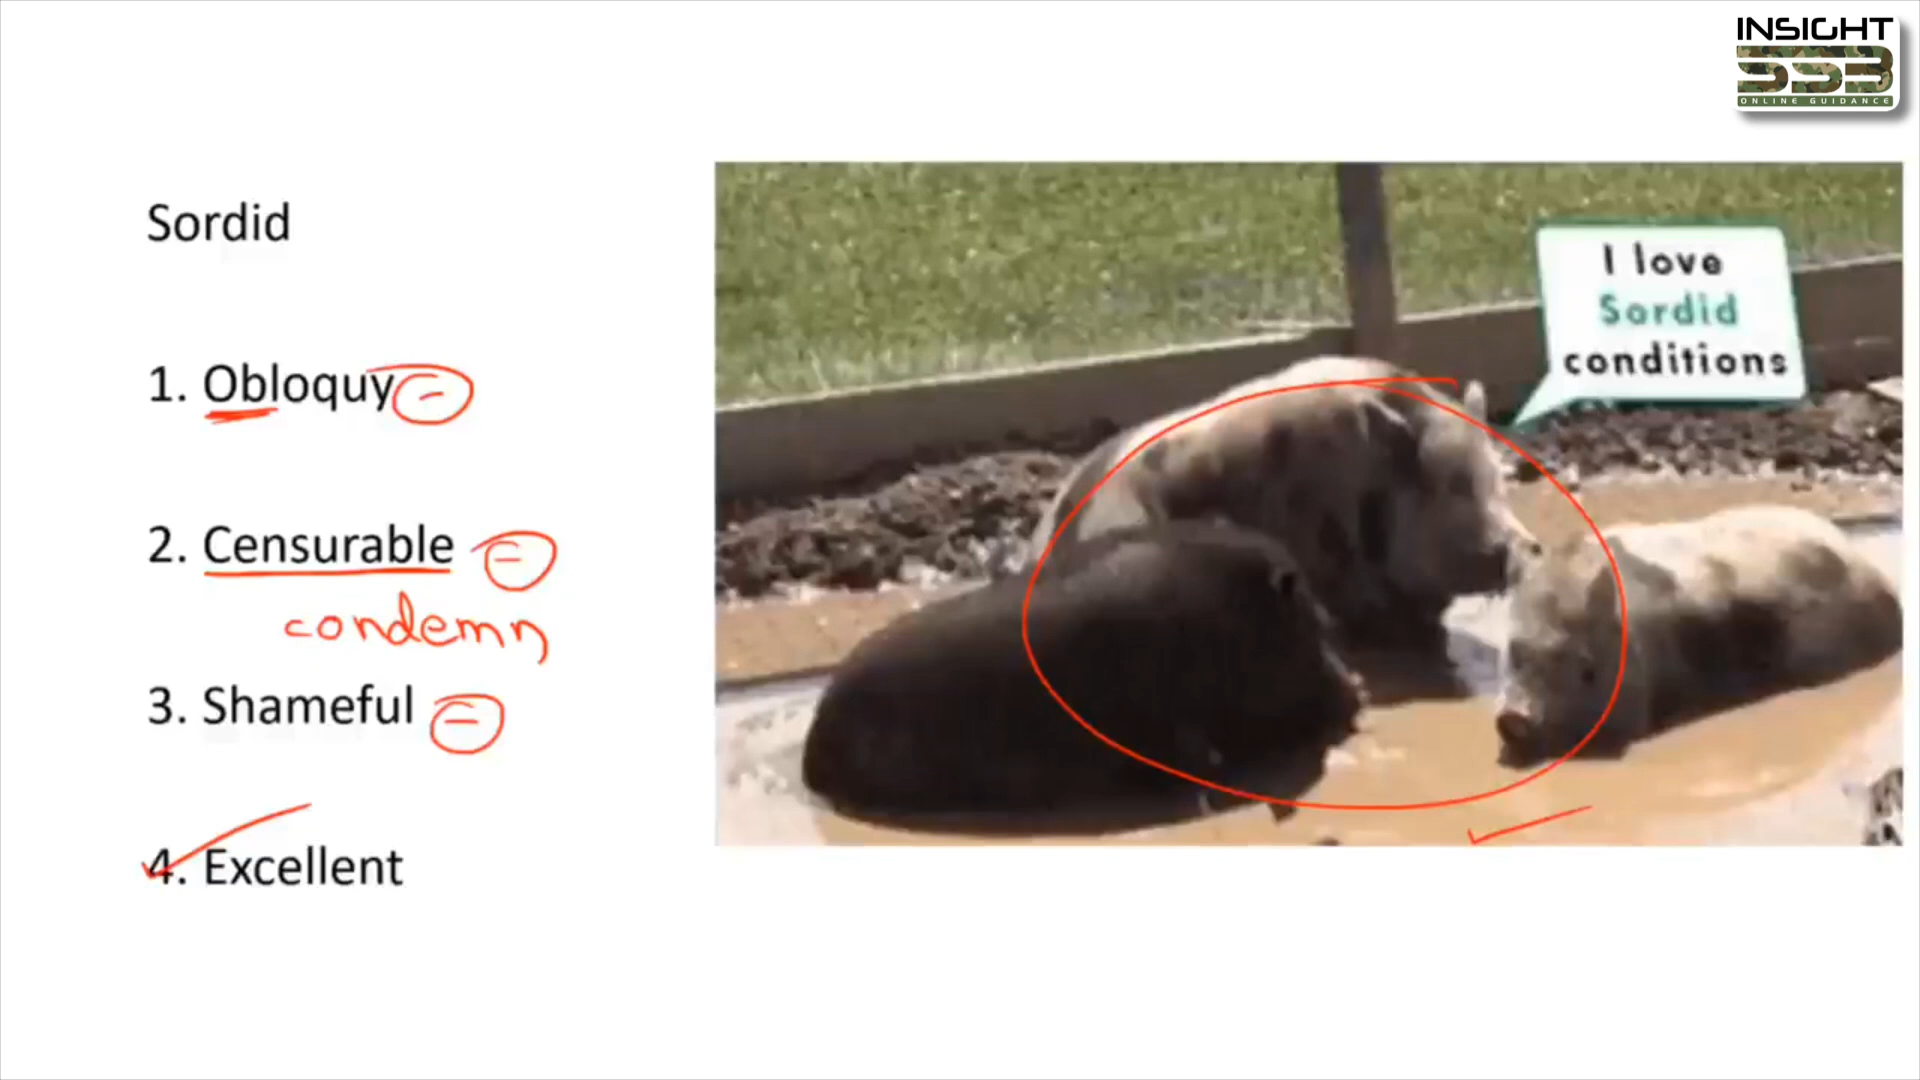 INSIGHT
SSB
ONLINE GUIDANCE
Sordid
I love
Sordid
conditions
1. Obloquy
2. Censurable
condemn
3. Shameful
4. Excellent